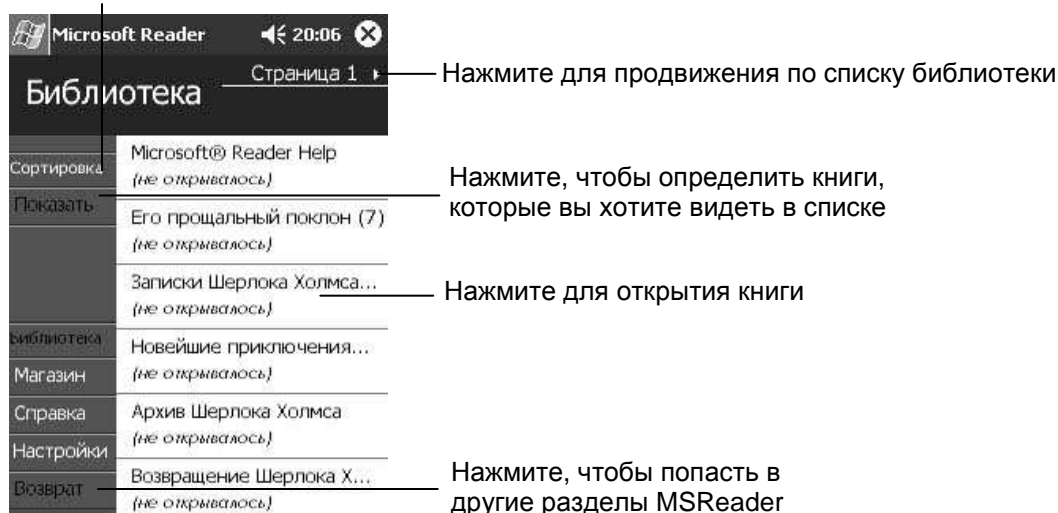 Microsoft Reader 20:06
Страница 1
Библиотека
Нажмите для продвижения по списку библиотеки
Сортировка
Показать
Microsoft® Reader Help
(не открывалось)
Его прощальный поклон (7)
(не открывалось)
Записки Шерлока Холмса...
(не открывалось)
Новейшие приключения...
(не открывалось)
Архив Шерлока Холмса
(не открывалось)
Возвращение Шерлока Х...
(не открывалось)
Нажмите, чтобы определить книги,
которые вы хотите видеть в списке
Нажмите для открытия книги
Библиотека
Магазин
Справка
Настройки
Возврат
Нажмите, чтобы попасть в
другие разделы MSReader